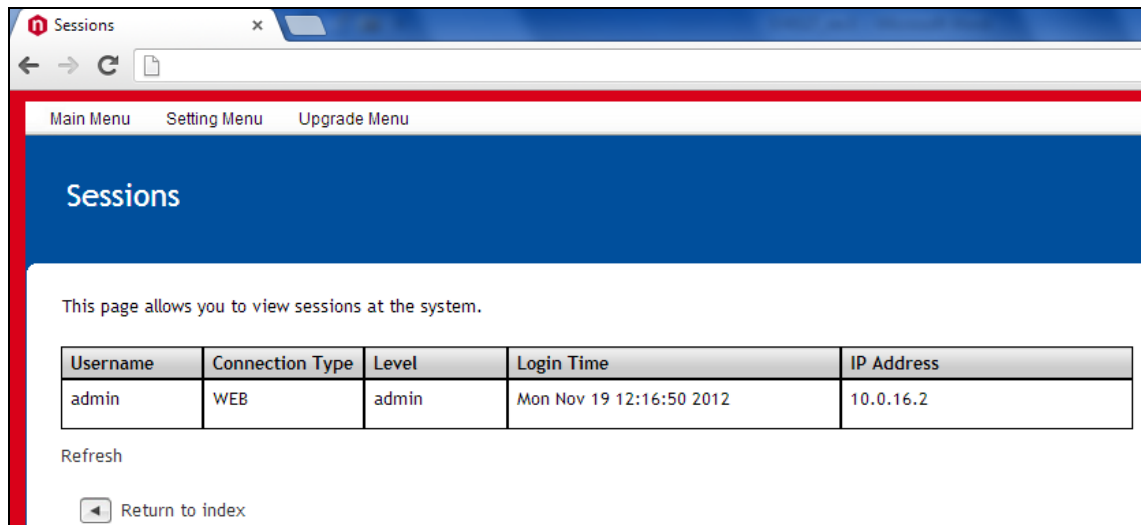 Sessions
Main Menu Setting Menu Upgrade Menu
Sessions
This page allows you to view sessions at the system.
Username Connection Type Level Login Time IP Address
admin WEB admin Mon Nov 19 12:16:50 2012 10.0.16.2
Refresh
Return to index